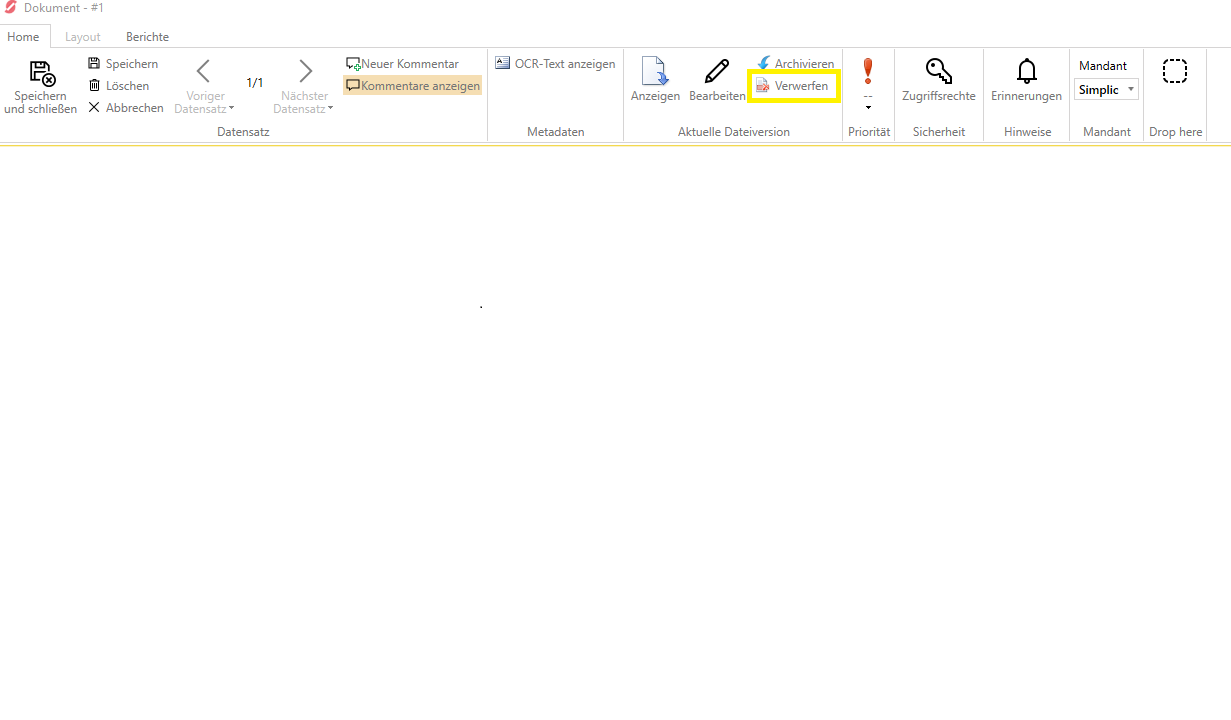 Dokument - #1
Home Layout Berichte
Speichern
und schließen
Speichern
Löschen
Abbrechen
Voriger
Datensatz
1/1
Nächster
Datensatz
Neuer Kommentar
Kommentare anzeigen
Datensatz
OCR-Text anzeigen
Metadaten
Anzeigen
Bearbeiten
Archivieren
Verwerfen
Aktuelle Dateiversion
--
Priorität
Zugriffsrechte
Sicherheit
Erinnerungen
Hinweise
Mandant
Simplic
Mandant
Drop here